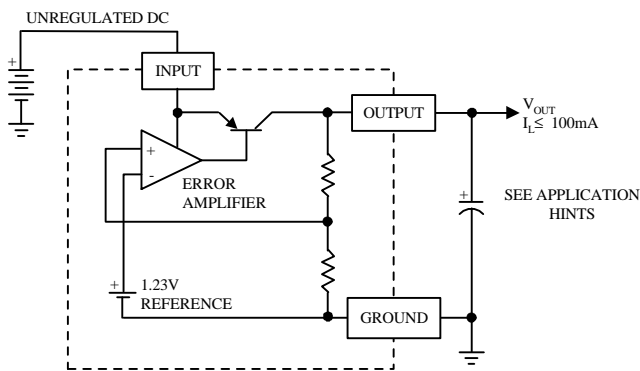 UNREGULATED DC
+
INPUT
OUTPUT
V_OUT
I_L≤ 100mA
+
-
ERROR
AMPLIFIER
+
SEE APPLICATION
HINTS
+
1.23V
REFERENCE
GROUND